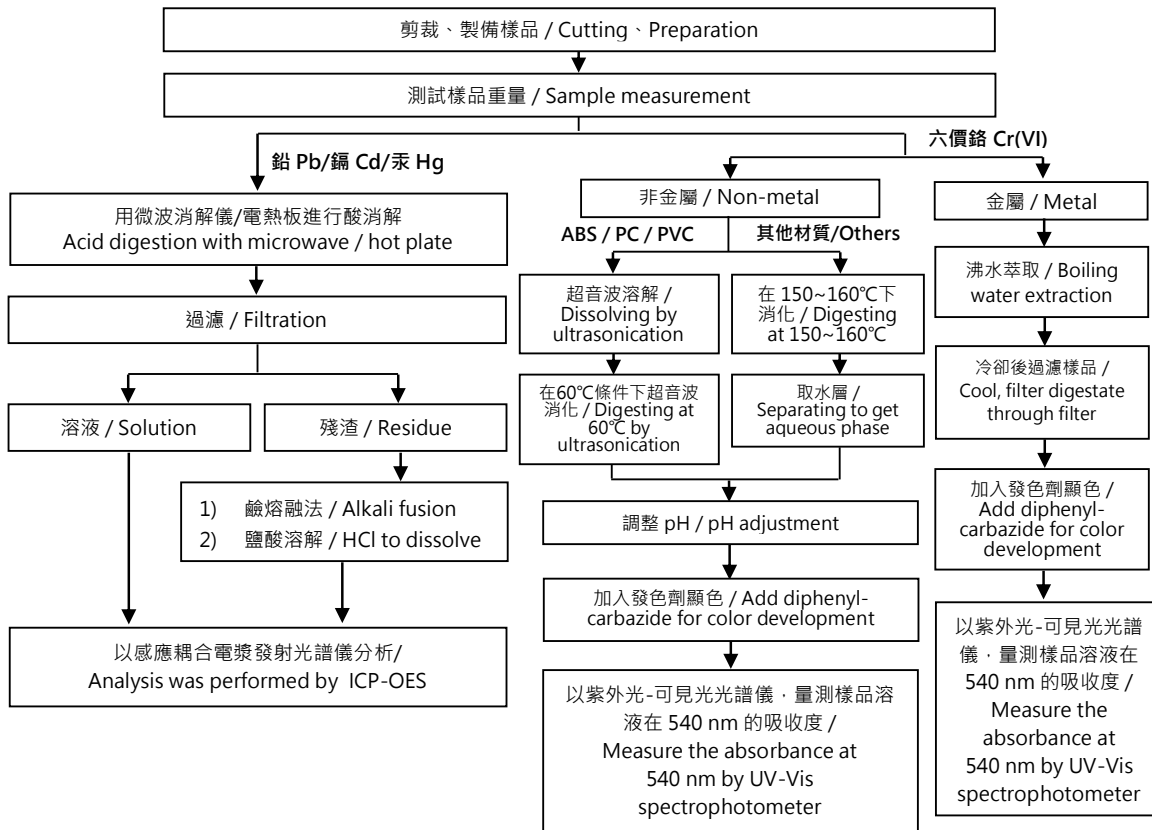 剪裁、製備樣品 / Cutting、Preparation
測試樣品重量 / Sample measurement
鉛 Pb/鎘 Cd/汞 Hg
六價鉻 Cr(VI)
用微波消解儀/電熱板進行酸消解
Acid digestion with microwave / hot plate
過濾 / Filtration
溶液 / Solution
殘渣 / Residue
1) 鹼熔融法 / Alkali fusion
2) 鹽酸溶解 / HCl to dissolve
以感應耦合電漿發射光譜儀分析/
Analysis was performed by ICP-OES
非金屬 / Non-metal
ABS / PC / PVC
其他材質/Others
超音波溶解 /
Dissolving by
ultrasonication
在60℃條件下超音波
消化 / Digesting at
60℃ by
ultrasonication
在 150~160℃下
消化 / Digesting
at 150~160℃
取水層 /
Separating to get
aqueous phase
調整 pH / pH adjustment
加入發色劑顯色 / Add diphenyl-
carbazide for color development
以紫外光-可見光光譜儀，量測樣品溶
液在 540 nm 的吸收度 /
Measure the absorbance at
540 nm by UV-Vis
spectrophotometer
金屬 / Metal
沸水萃取 / Boiling
water extraction
冷卻後過濾樣品 /
Cool, filter digestate
through filter
加入發色劑顯色 /
Add diphenyl-
carbazide for color
development
以紫外光-可見光光譜
儀，量測樣品溶液在
540 nm 的吸收度 /
Measure the
absorbance at
540 nm by UV-Vis
spectrophotometer